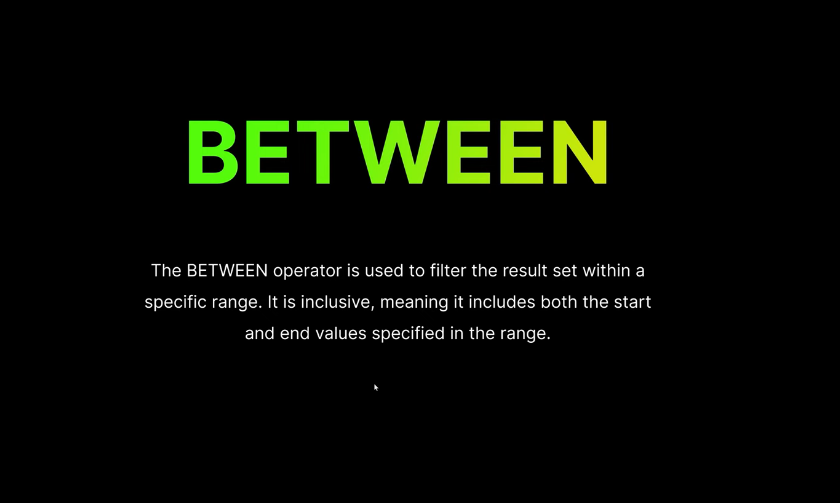 BETWEEN
The BETWEEN operator is used to filter the result set within a
specific range. It is inclusive, meaning it includes both the start
and end values specified in the range.